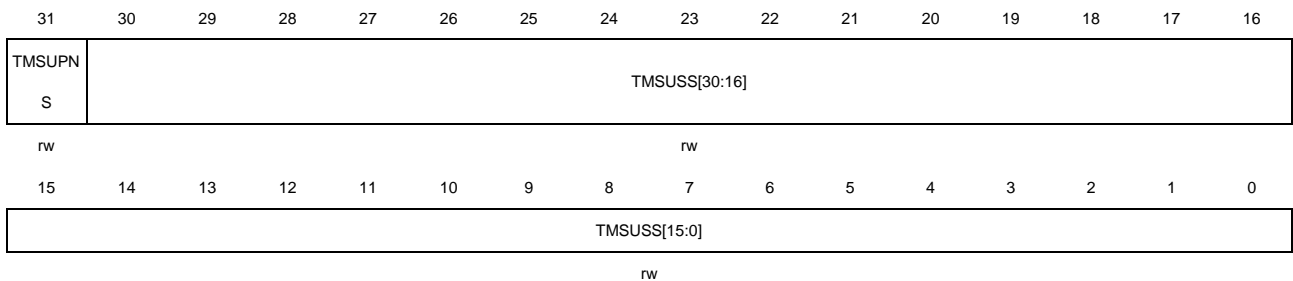 31 30 29 28 27 26 25 24 23 22 21 20 19 18 17 16
TMSUPN
S
TMSUSS[30:16]
rw rw
15 14 13 12 11 10 9 8 7 6 5 4 3 2 1 0
TMSUSS[15:0]
rw